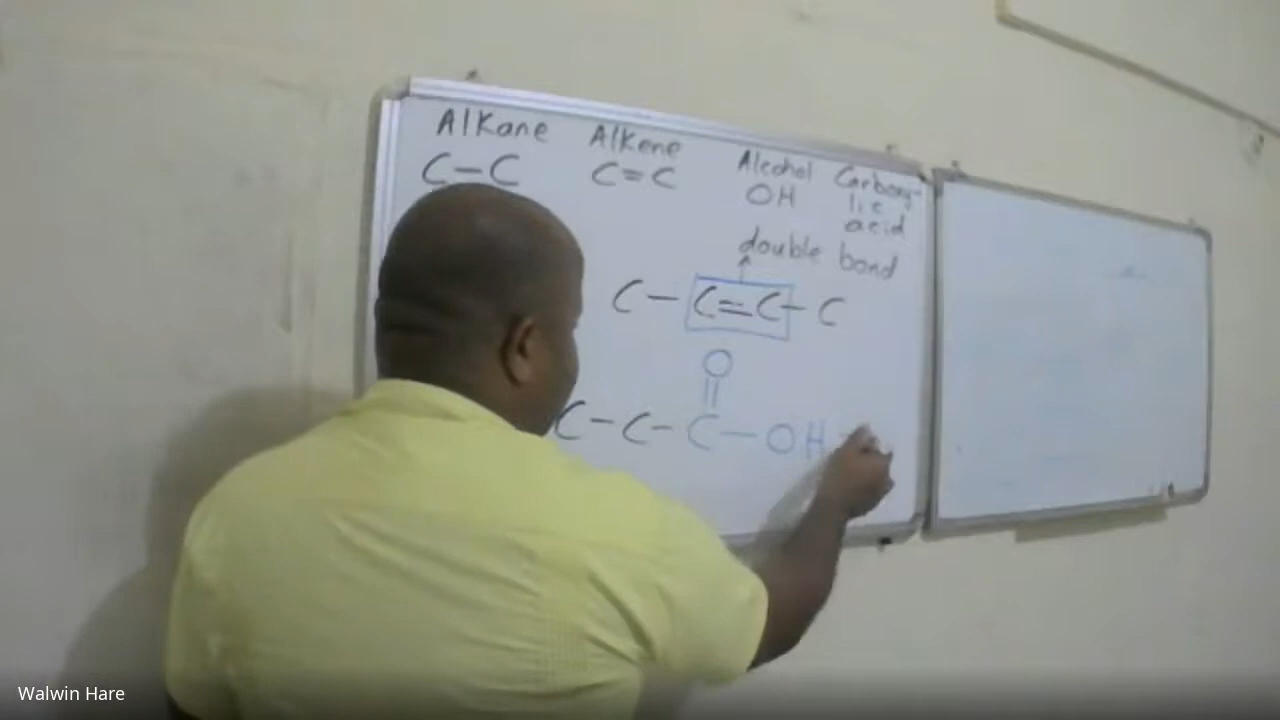 Alkane Alkene Alcohol Carboxy-
lic
acid
C-C C=C OH
double bond
C-C=C-C
O
||
C-C-C-OH
Walwin Hare